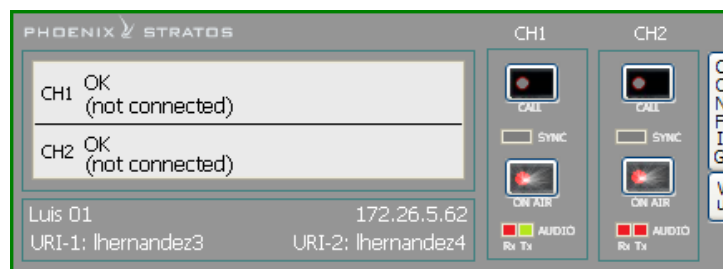 PHOENIX STRATOS
CH1 OK
(not connected)
CH2 OK
(not connected)
Luis 01 172.26.5.62
URI-1: lhernandez3 URI-2: lhernandez4
CH1
CALL
SYNC
ON AIR
AUDIO
Rx Tx
CH2
CALL
SYNC
ON AIR
AUDIO
Rx Tx